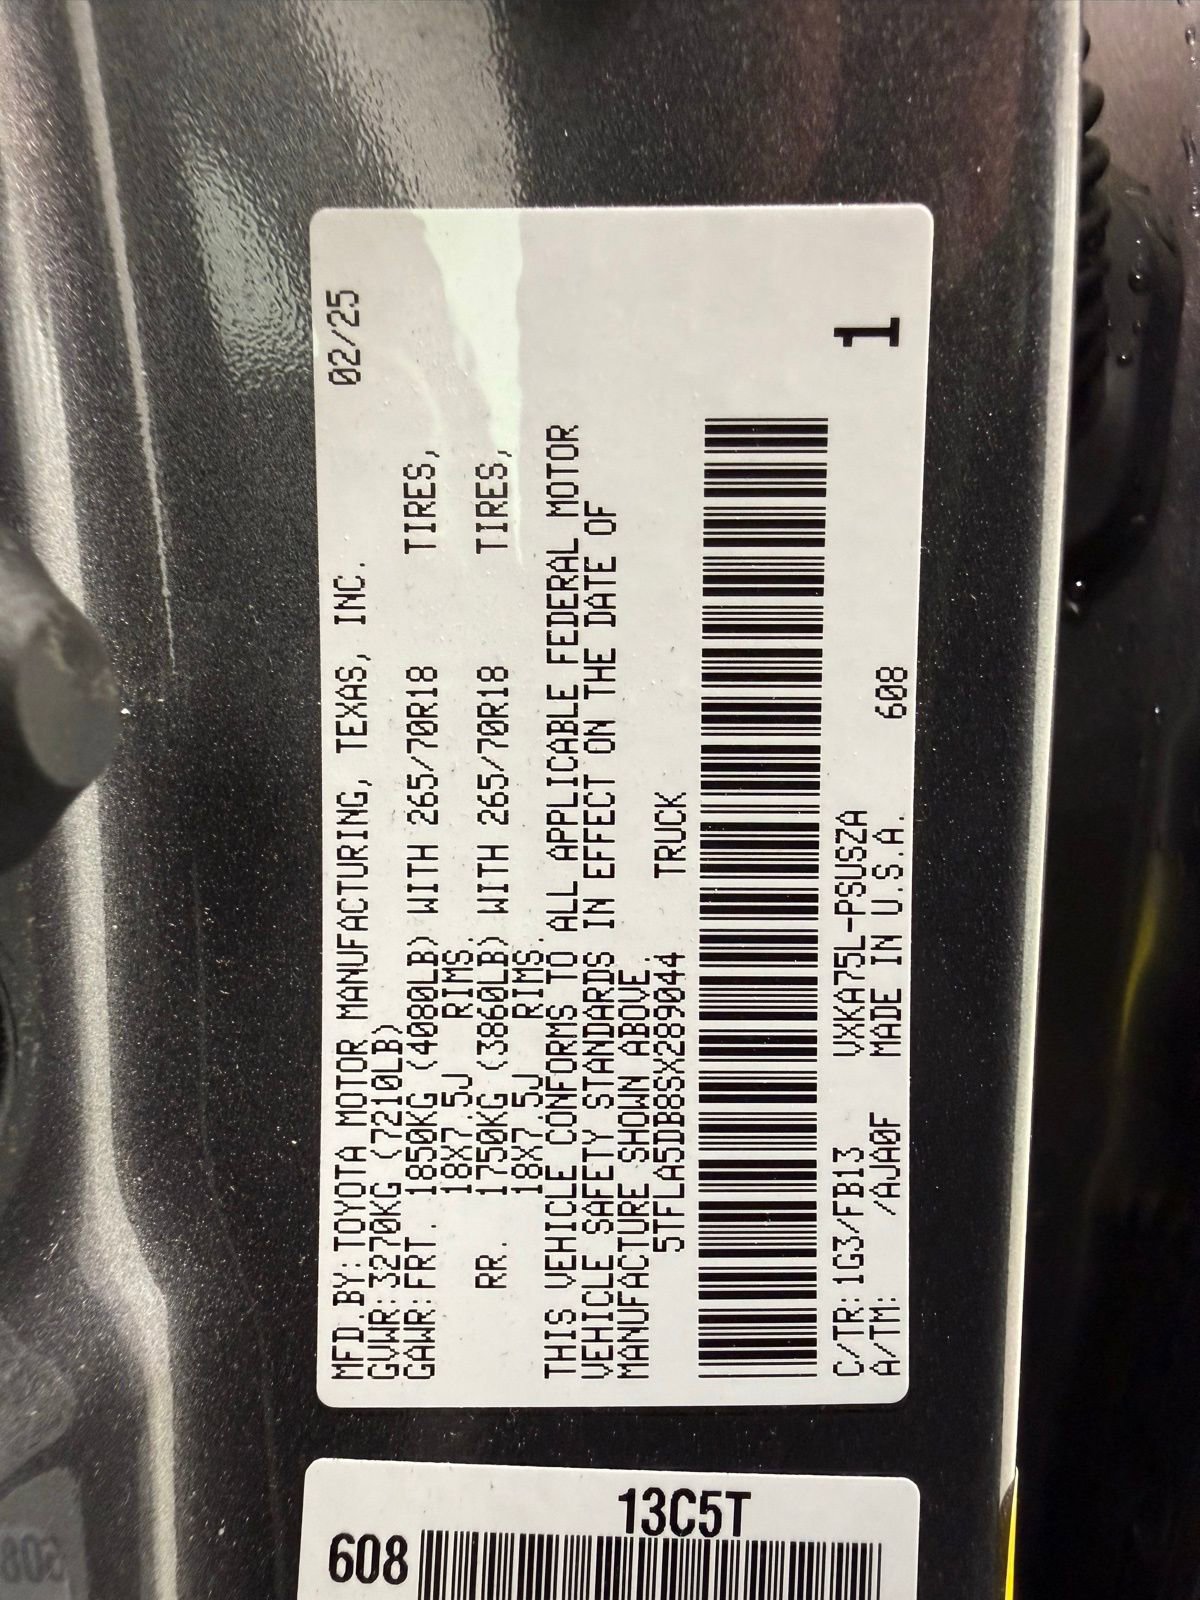 MFD.BY:TOYOTA MOTOR MANUFACTURING, TEXAS, INC. 02/25
GVWR:3270KG (7210LB)
GAWR:FRT. 1850KG (4080LB) WITH 265/70R18 TIRES,
18X7.5J RIMS.
RR. 1750KG (3860LB) WITH 265/70R18 TIRES,
18X7.5J RIMS.
THIS VEHICLE CONFORMS TO ALL APPLICABLE FEDERAL MOTOR
VEHICLE SAFETY STANDARDS IN EFFECT ON THE DATE OF
MANUFACTURE SHOWN ABOVE.
5TFLA5DB8SX289044 TRUCK
C/TR:1G3/FB13 VXKA75L-PSUSZA 1
A/TM: /AJA0F MADE IN U.S.A. 608
13C5T
608
608